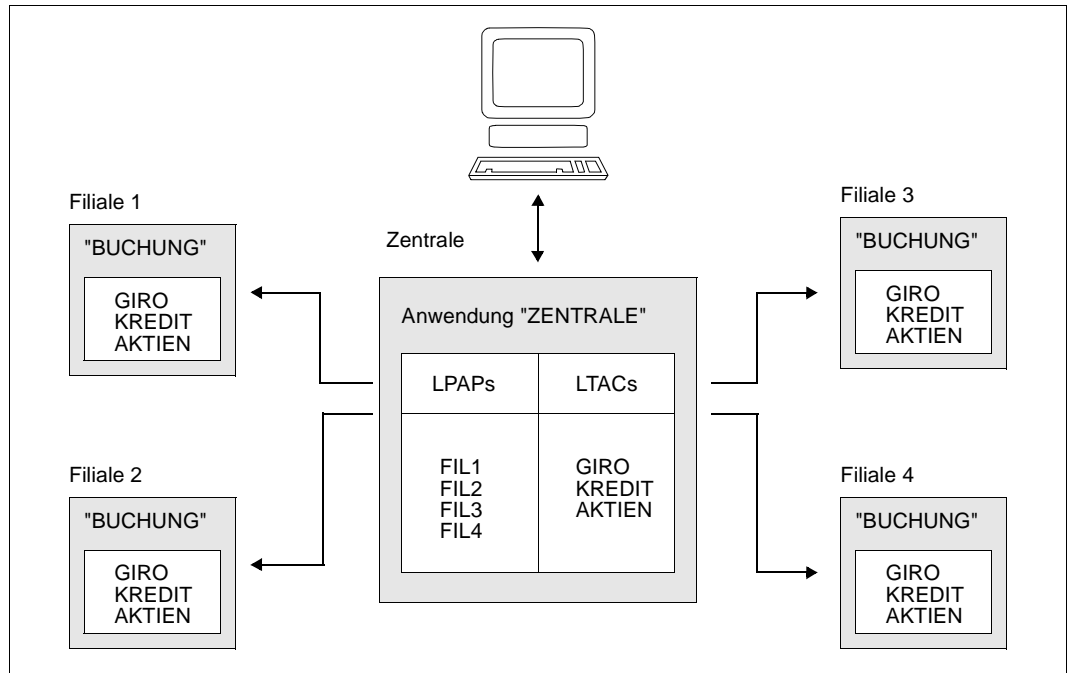 Filiale 1
"BUCHUNG"
GIRO
KREDIT
AKTIEN
Filiale 2
"BUCHUNG"
GIRO
KREDIT
AKTIEN
Zentrale
Anwendung "ZENTRALE"
LPAPs
LTACs
FIL1
FIL2
FIL3
FIL4
GIRO
KREDIT
AKTIEN
Filiale 3
"BUCHUNG"
GIRO
KREDIT
AKTIEN
Filiale 4
"BUCHUNG"
GIRO
KREDIT
AKTIEN